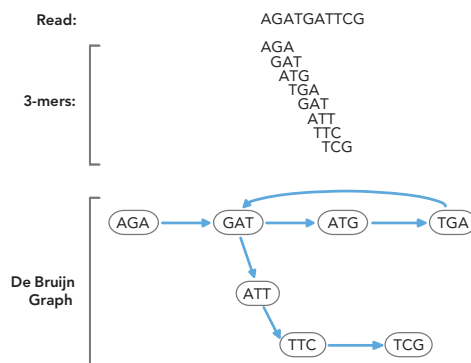 Read: AGATGATTCG
AGA
GAT
ATG
TGA
3-mers: GAT
ATT
TTC
TCG
AGA GAT ATG TGA
De Bruijn
Graph
ATT
TTC TCG